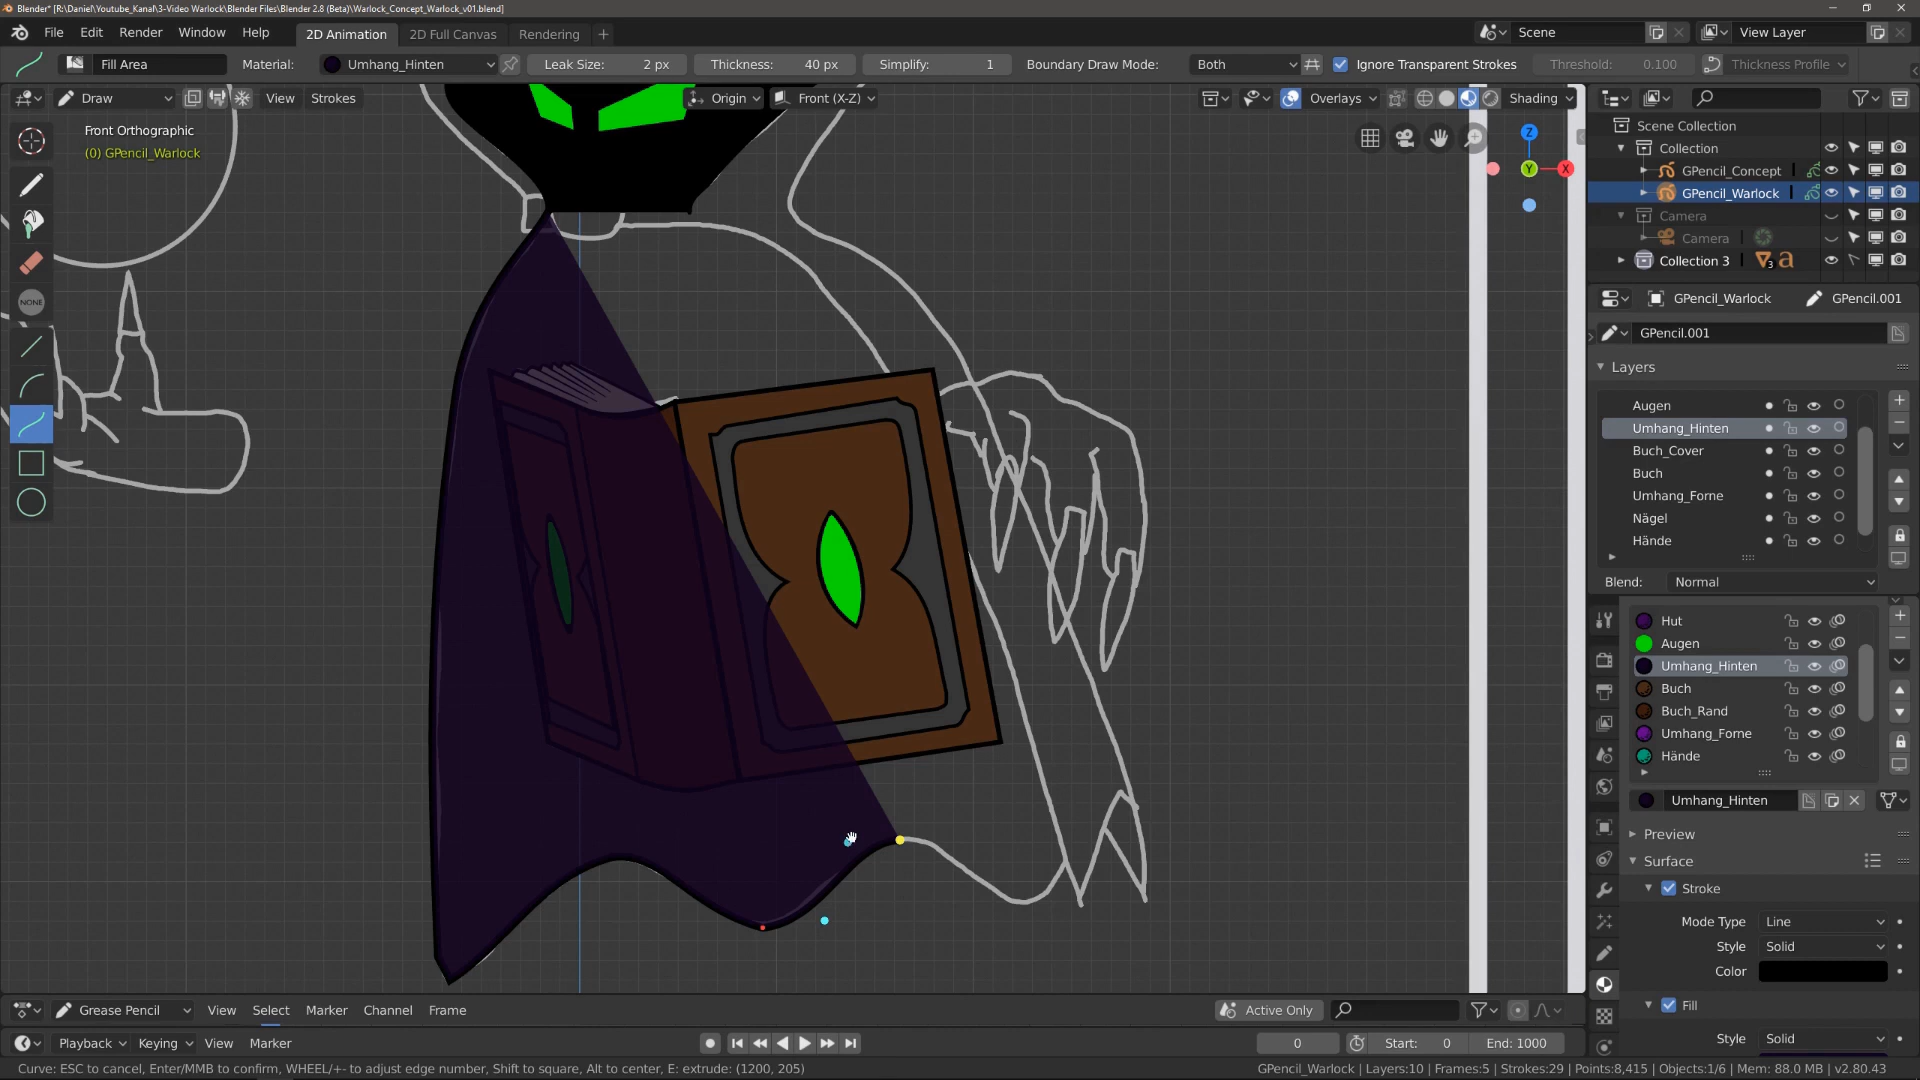 Blender* [R:\Daniel\Youtube_Kanal\3-Video Warlock\Blender Files\Blender 2.8 (Beta)\Warlock_Concept_Warlock_v01.blend]
File Edit Render Window Help 2D Animation 2D Full Canvas Rendering + Scene View Layer
Fill Area Material: Umhang_Hinten Leak Size: 2 px Thickness: 40 px Simplify: 1 Boundary Draw Mode: Both Ignore Transparent Strokes Threshold: 0.100 Thickness Profile
Draw View Strokes Origin Front (X-Z) Overlays Shading
Front Orthographic
(0) GPencil_Warlock
Z
Y
X
NONE
Scene Collection
Collection
GPencil_Concept
GPencil_Warlock
Camera
Camera
Collection 3 3
GPencil_Warlock GPencil.001
GPencil.001
Layers
Augen
Umhang_Hinten
Buch_Cover
Buch
Umhang_Forne
Nägel
Hände
Blend: Normal
Hut
Augen
Umhang_Hinten
Buch
Buch_Rand
Umhang_Forne
Hände
Umhang_Hinten
Preview
Surface
Stroke
Mode Type Line
Style Solid
Color
Fill
Style Solid
Grease Pencil View Select Marker Channel Frame Active Only
Playback Keying View Marker 0 Start: 0 End: 1000
Curve: ESC to cancel, Enter/MMB to confirm, WHEEL/+- to adjust edge number, Shift to square, Alt to center, E: extrude: (1200, 205) GPencil_Warlock | Layers:10 | Frames:5 | Strokes:29 | Points:8,415 | Objects:1/6 | Mem: 88.0 MB | v2.80.43